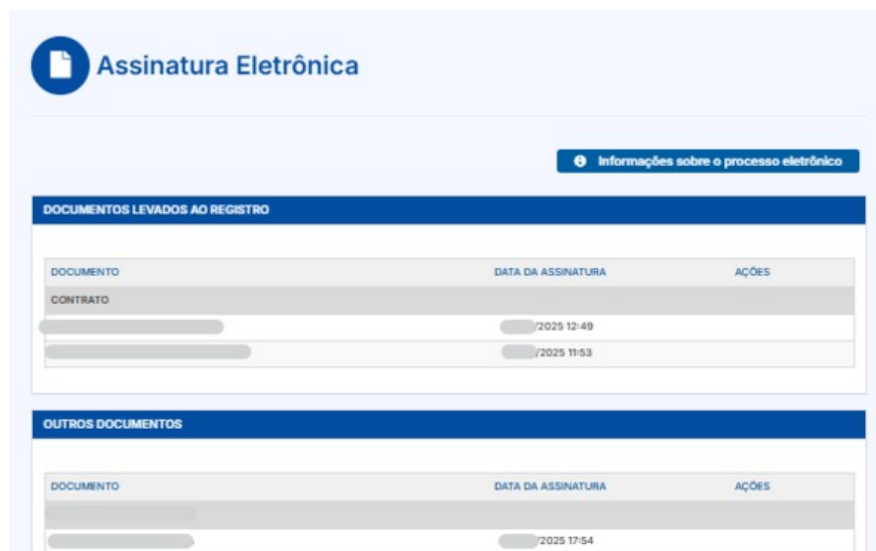 Assinatura Eletrônica
Informações sobre o processo eletrônico
DOCUMENTOS LEVADOS AO REGISTRO
DOCUMENTO DATA DA ASSINATURA AÇÕES
CONTRATO
/2025 12:49
/2025 11:53
OUTROS DOCUMENTOS
DOCUMENTO DATA DA ASSINATURA AÇÕES
/2025 17:54